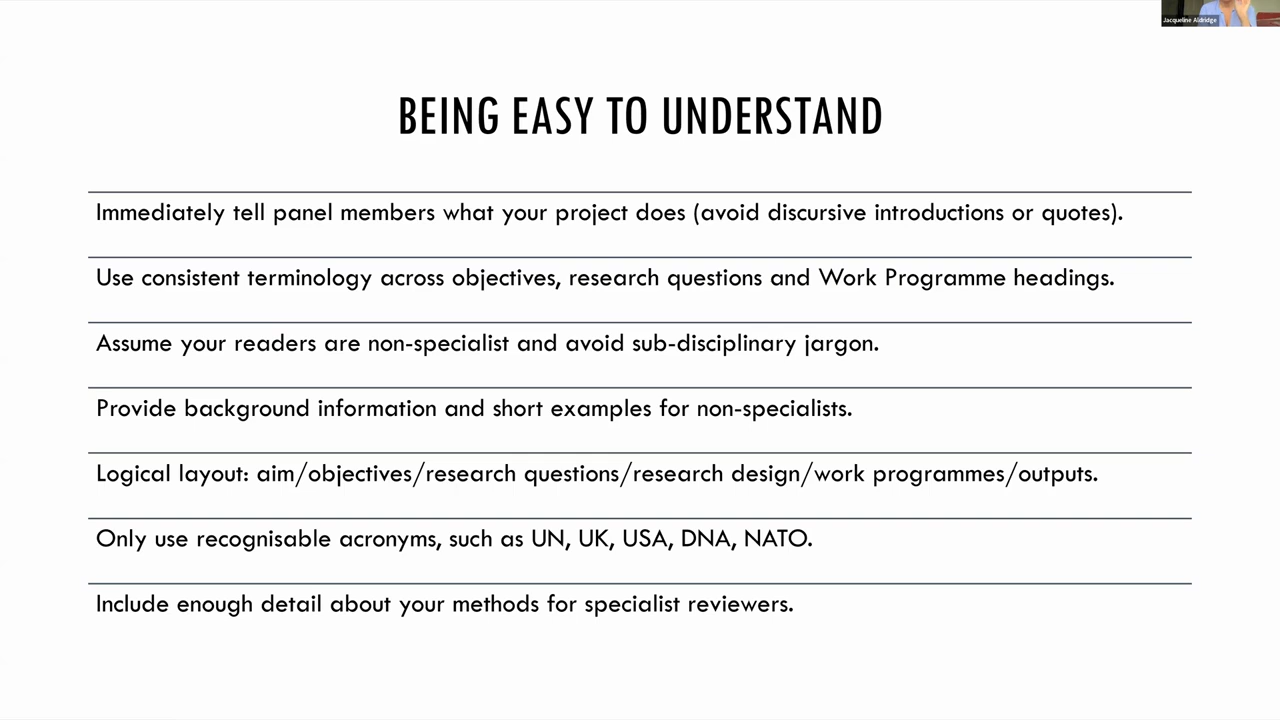 Jacqueline Aldridge
BEING EASY TO UNDERSTAND
Immediately tell panel members what your project does (avoid discursive introductions or quotes).
Use consistent terminology across objectives, research questions and Work Programme headings.
Assume your readers are non-specialist and avoid sub-disciplinary jargon.
Provide background information and short examples for non-specialists.
Logical layout: aim/objectives/research questions/research design/work programmes/outputs.
Only use recognisable acronyms, such as UN, UK, USA, DNA, NATO.
Include enough detail about your methods for specialist reviewers.